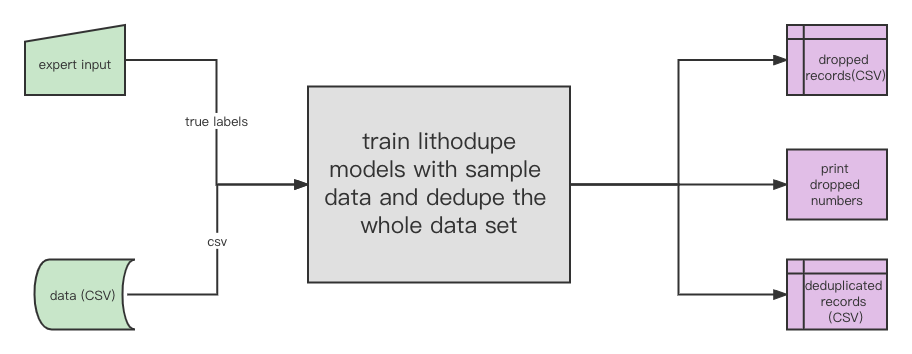 expert input
true labels
csv
data (CSV)
train lithodupe
models with sample
data and dedupe the
whole data set
dropped
records(CSV)
print
dropped
numbers
deduplicated
records
(CSV)